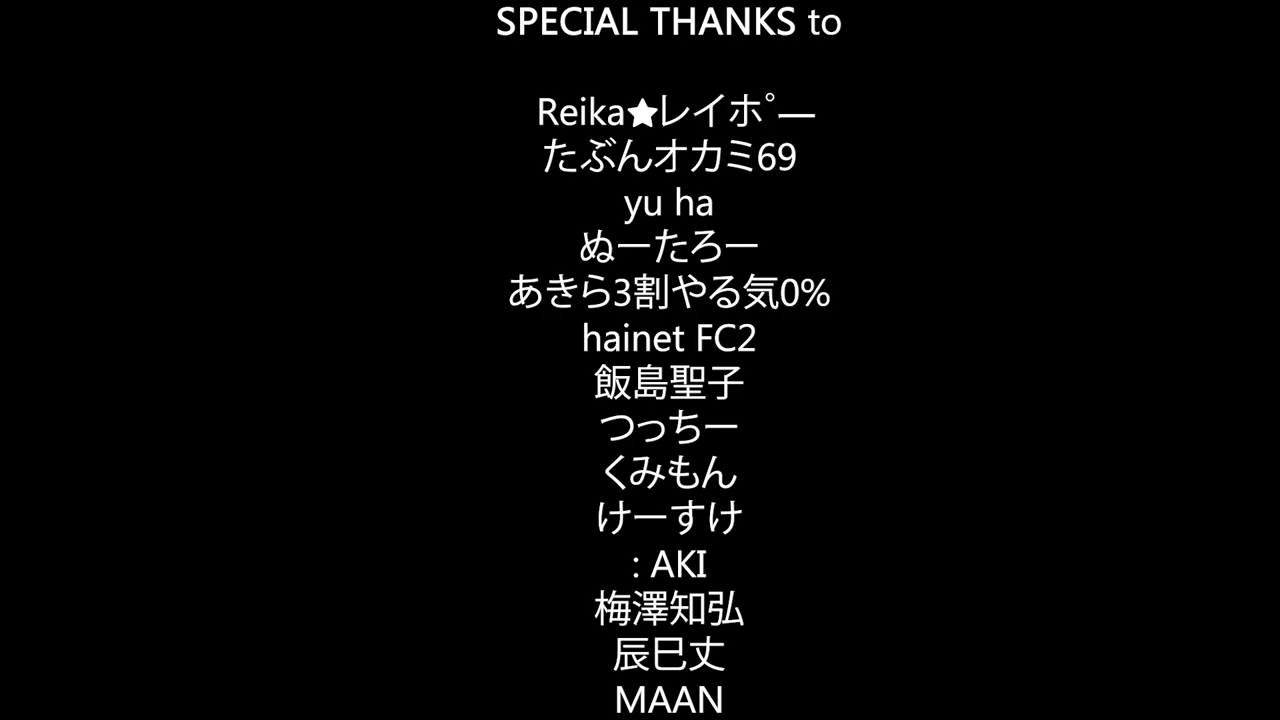 SPECIAL THANKS to
Reika★レイホ゜―
たぶんオカミ69
yu ha
ぬーたろー
あきら3割やる気0%
hainet FC2
飯島聖子
つっちー
くみもん
けーすけ
: AKI
梅澤知弘
辰巳丈
MAAN